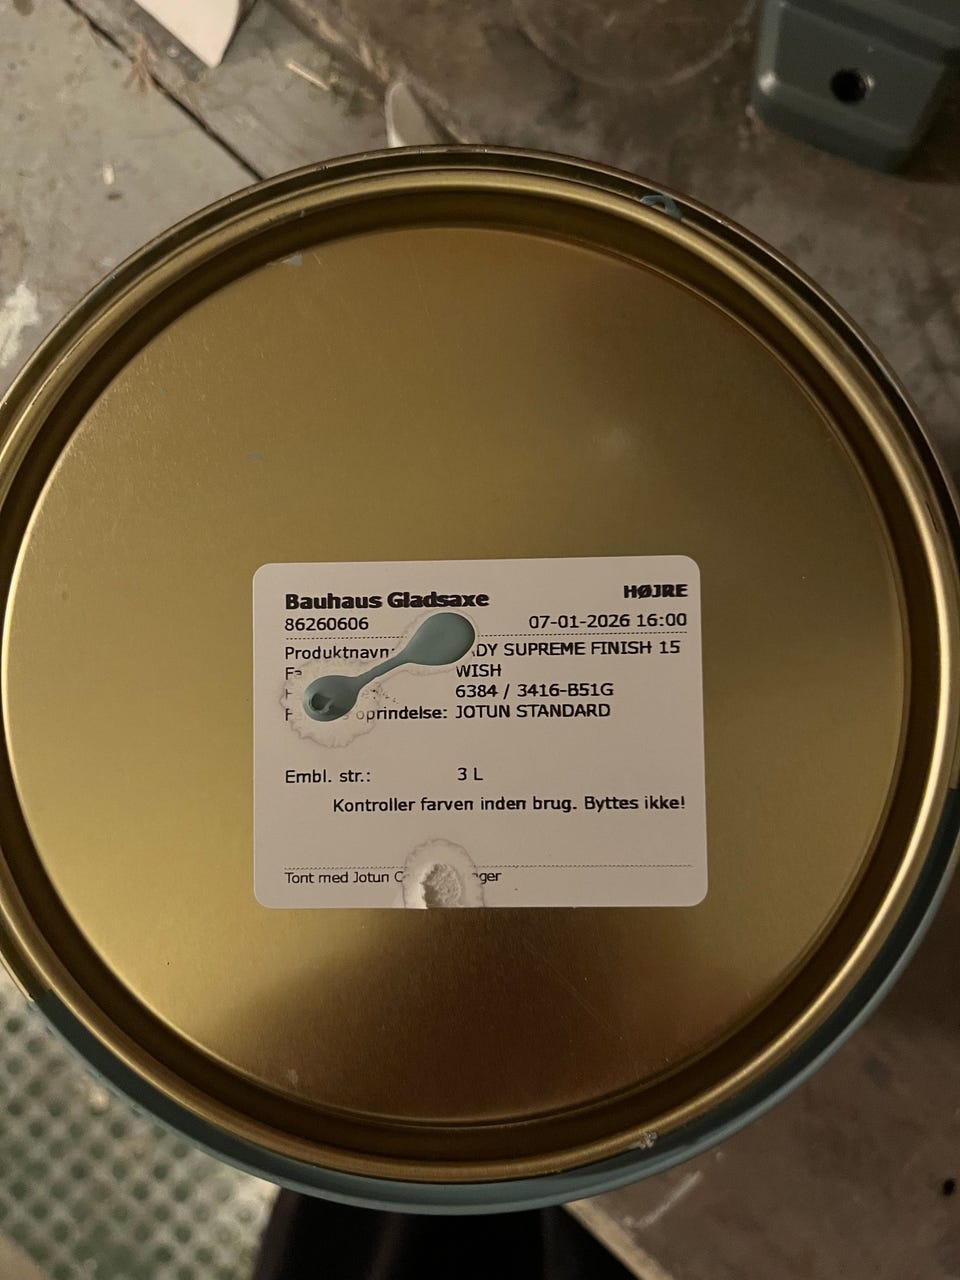 Bauhaus Gladsaxe HØJRE
86260606 07-01-2026 16:00
Produktnavn: SUPREME FINISH 15
WISH
6384 / 3416-B51G
oprindelse: JOTUN STANDARD
Embl. str.: 3 L
Kontroller farven inden brug. Byttes ikke!
Tont med Jotun